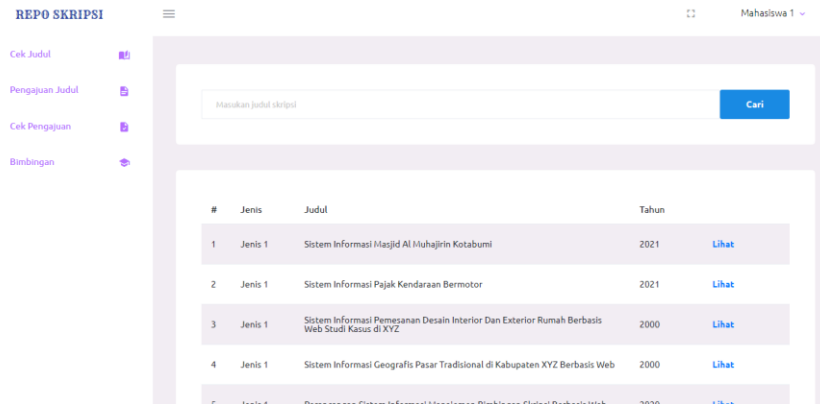 REPO SKRIPSI
Mahasiswa 1
Cek Judul
Pengajuan Judul
Cek Pengajuan
Bimbingan
Masukan judul skripsi
Cari
# Jenis Judul Tahun
1 Jenis 1 Sistem Informasi Masjid Al Muhajirin Kotabumi 2021 Lihat
2 Jenis 1 Sistem Informasi Pajak Kendaraan Bermotor 2021 Lihat
3 Jenis 1 Sistem Informasi Pemesanan Desain Interior Dan Exterior Rumah Berbasis
Web Studi Kasus di XYZ 2000 Lihat
4 Jenis 1 Sistem Informasi Geografis Pasar Tradisional di Kabupaten XYZ Berbasis Web 2000 Lihat